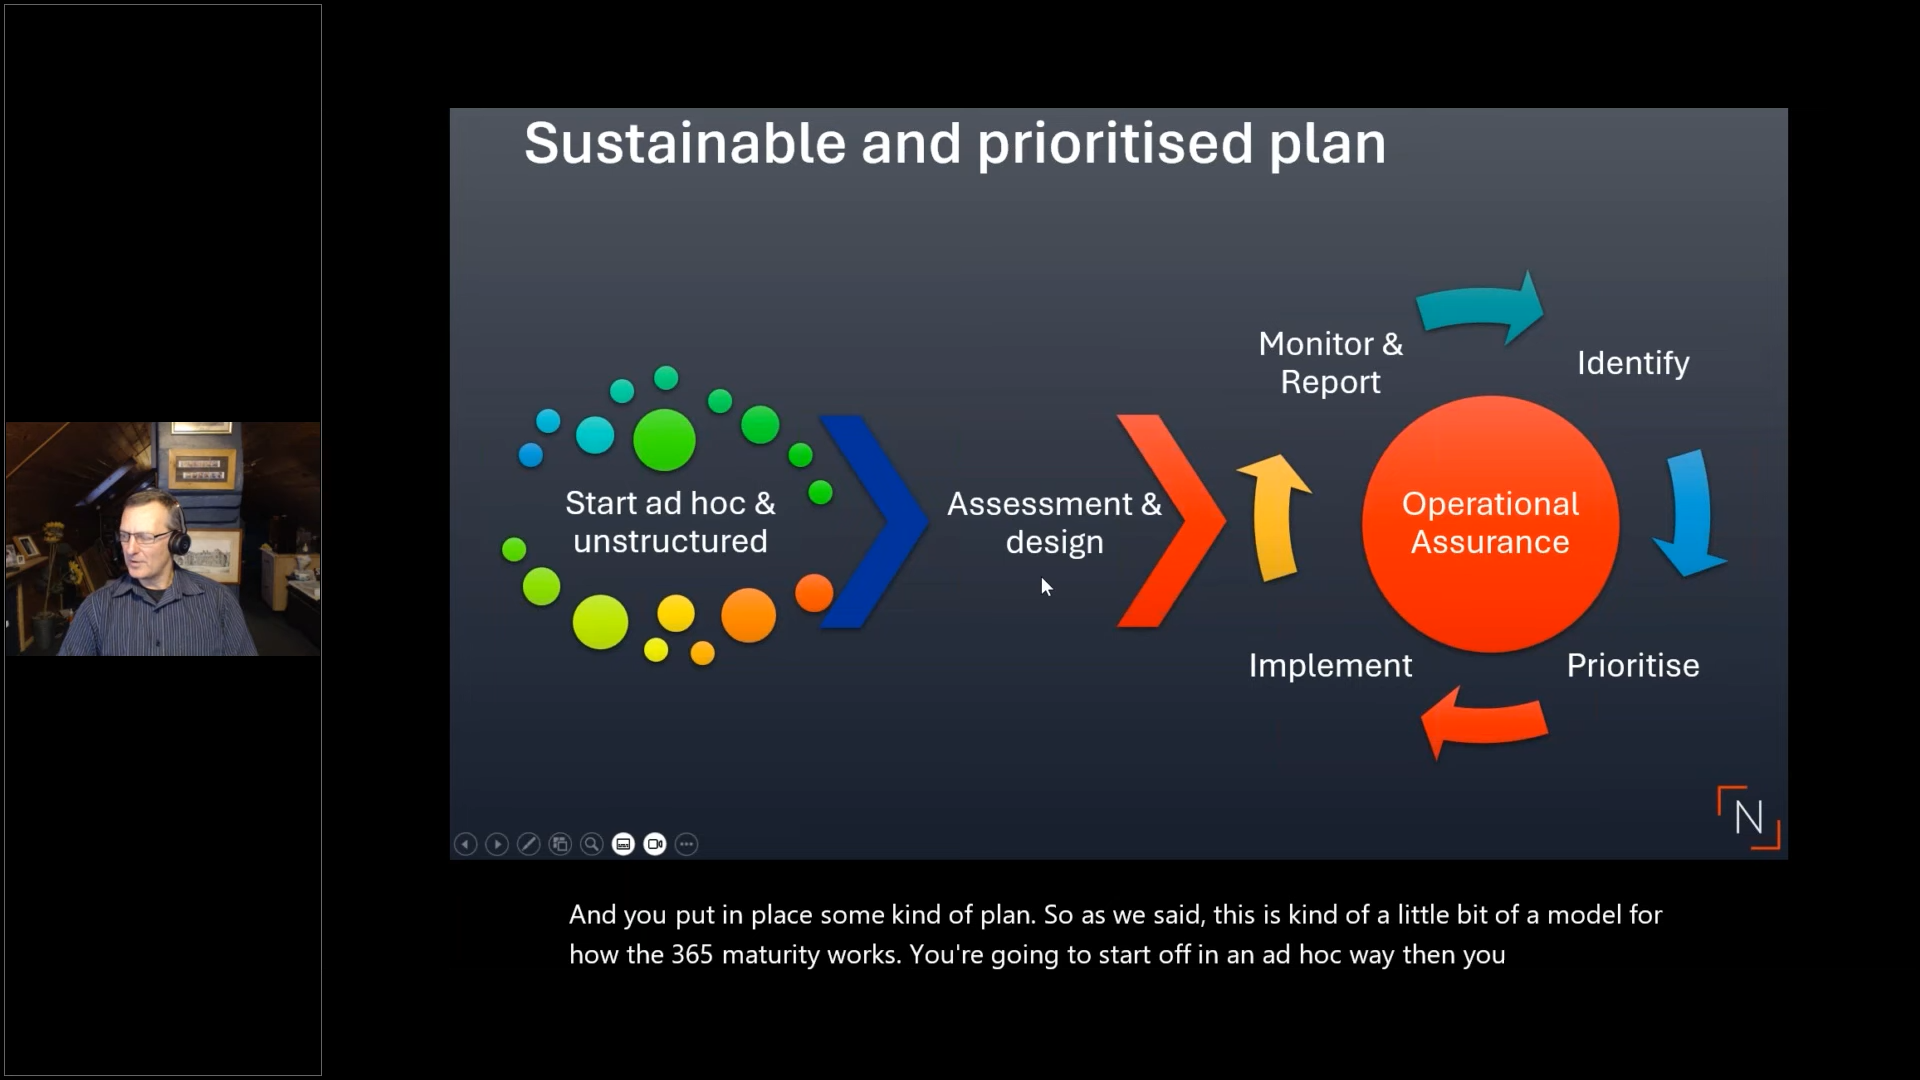 Sustainable and prioritised plan
Start ad hoc &
unstructured
Assessment &
design
Monitor &
Report
Identify
Operational
Assurance
Implement
Prioritise
N
And you put in place some kind of plan. So as we said, this is kind of a little bit of a model for
how the 365 maturity works. You're going to start off in an ad hoc way then you